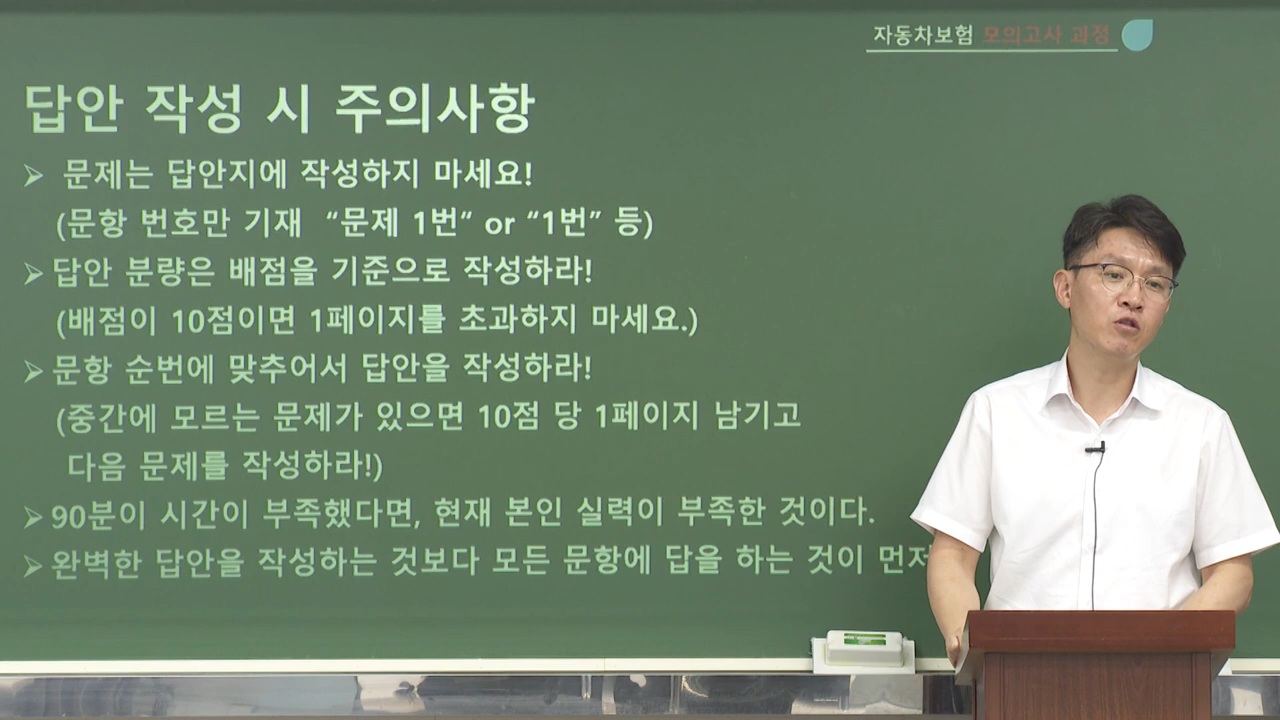 자동차보험 모의고사 과정
답안 작성 시 주의사항
➢ 문제는 답안지에 작성하지 마세요!
(문항 번호만 기재 “문제 1번“ or “1번” 등)
➢ 답안 분량은 배점을 기준으로 작성하라!
(배점이 10점이면 1페이지를 초과하지 마세요.)
➢ 문항 순번에 맞추어서 답안을 작성하라!
(중간에 모르는 문제가 있으면 10점 당 1페이지 남기고
다음 문제를 작성하라!)
➢ 90분이 시간이 부족했다면, 현재 본인 실력이 부족한 것이다.
➢ 완벽한 답안을 작성하는 것보다 모든 문항에 답을 하는 것이